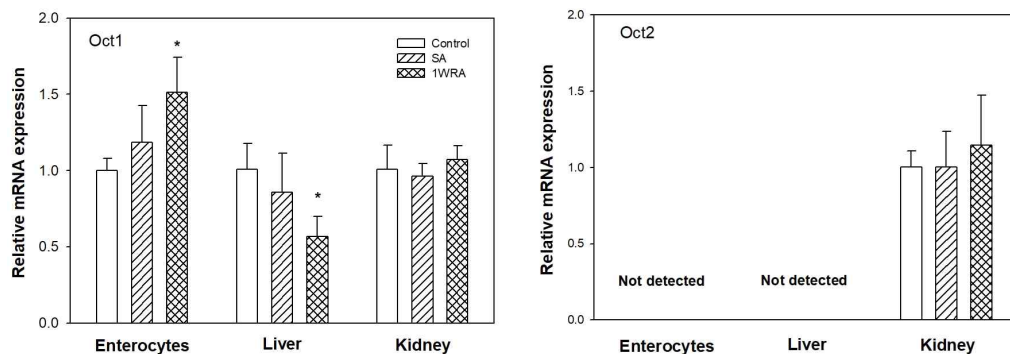 Oct1
Control
SA
1WRA
Relative mRNA expression
2.0
1.5
1.0
0.5
0.0
*
*
Enterocytes
Liver
Kidney
Oct2
Relative mRNA expression
2.0
1.5
1.0
0.5
0.0
Not detected
Not detected
Enterocytes
Liver
Kidney